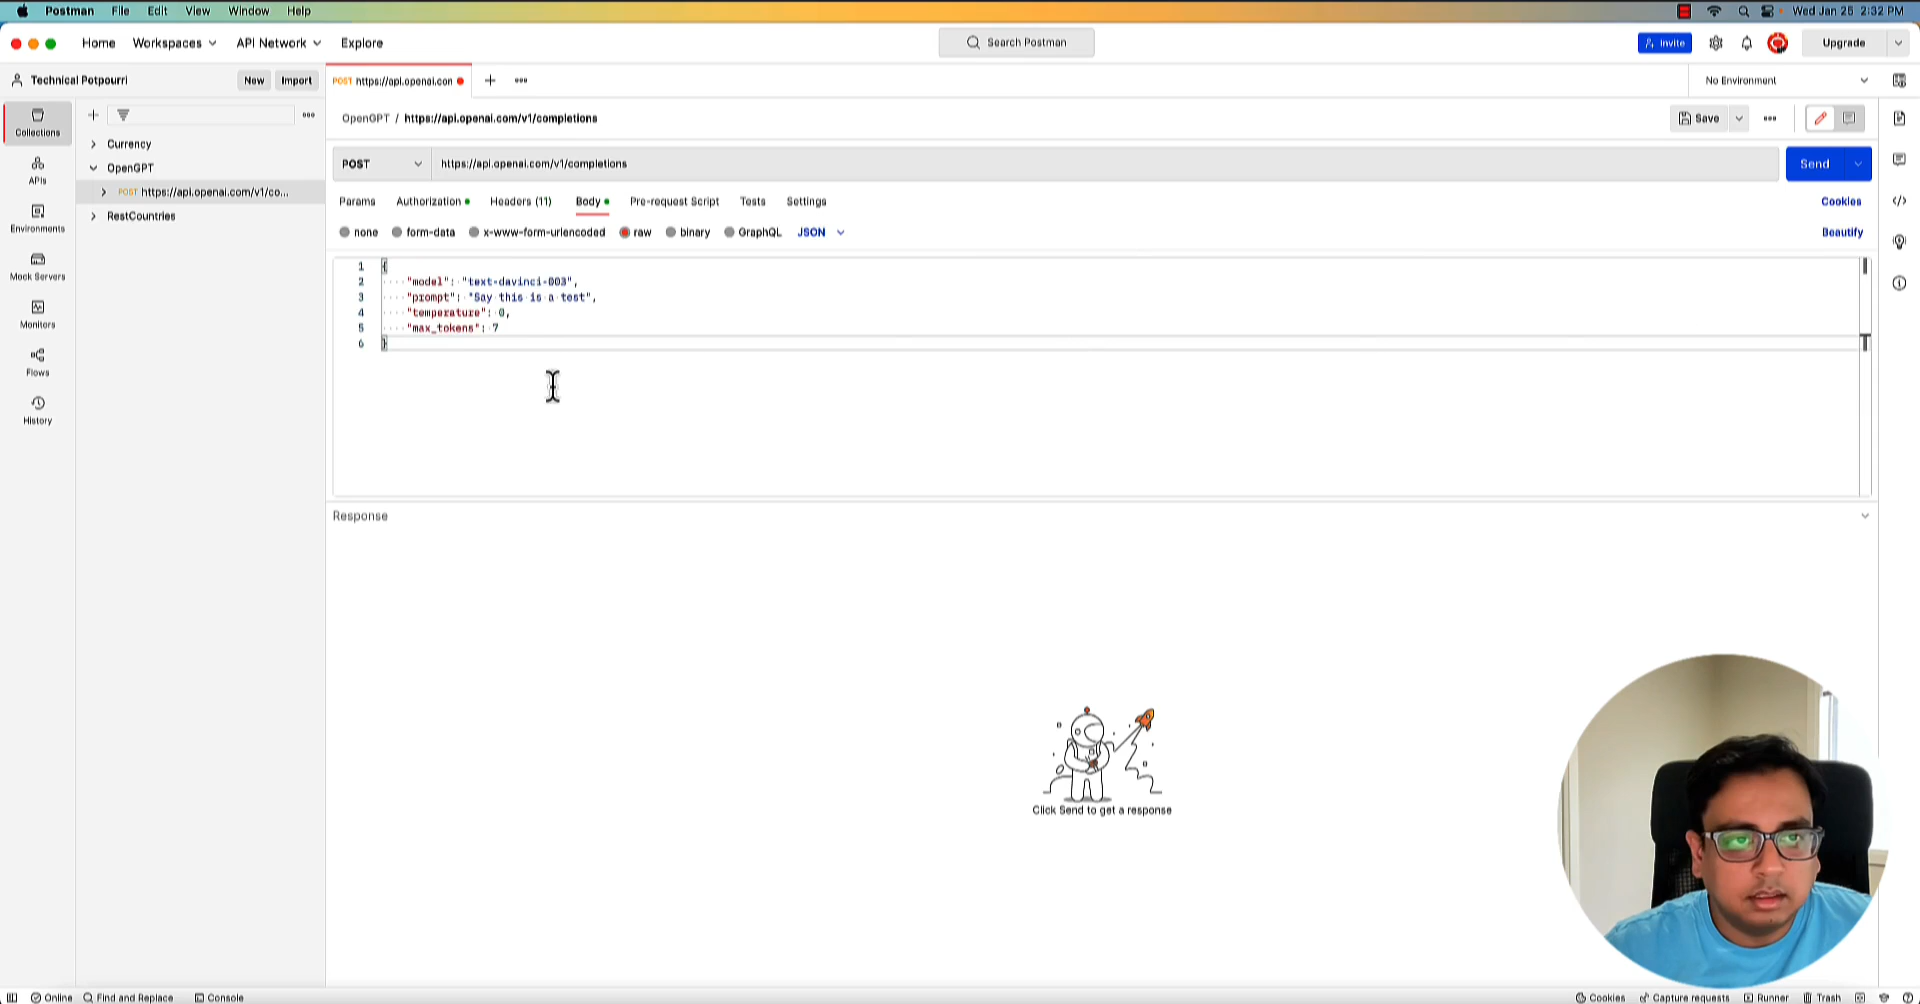 Postman File Edit View Window Help Wed Jan 25 2:32 PM
Home Workspaces API Network Explore Search Postman Invite Upgrade
Technical Potpourri New Import POST https://api.openai.con No Environment
OpenGPT / https://api.openai.com/v1/completions Save
Collections
Currency
OpenGPT
POST https://api.openai.com/v1/co...
RestCountries
APIs
Environments
Mock Servers
Monitors
Flows
History
POST https://api.openai.com/v1/completions Send
Params Authorization Headers (11) Body Pre-request Script Tests Settings Cookies
none form-data x-www-form-urlencoded raw binary GraphQL JSON Beautify
1 {
2 "model": "text-davinci-003",
3 "prompt": "Say this is a test",
4 "temperature": 0,
5 "max_tokens": 7
6 }
Response
Click Send to get a response
Online Find and Replace Console Cookies Capture requests Runner Trash